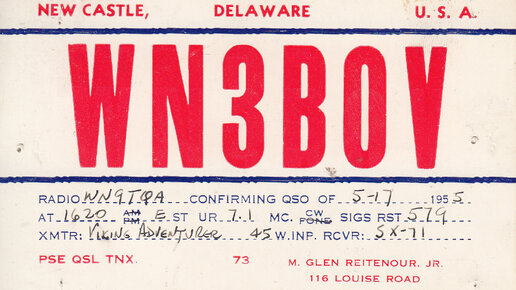 NEW CASTLE, DELAWARE U. S. A.
WN3BOV
RADIO WN9TQA CONFIRMING QSO OF 5-17 1955
AT 1620 AM PM E ST UR 7.1 MC. CW FONE SIGS RST 579
XMTR: VIKING ADVENTURER 45 W.INP. RCVR: SX-71
PSE QSL TNX. 73 M. GLEN REITENOUR, JR.
116 LOUISE ROAD